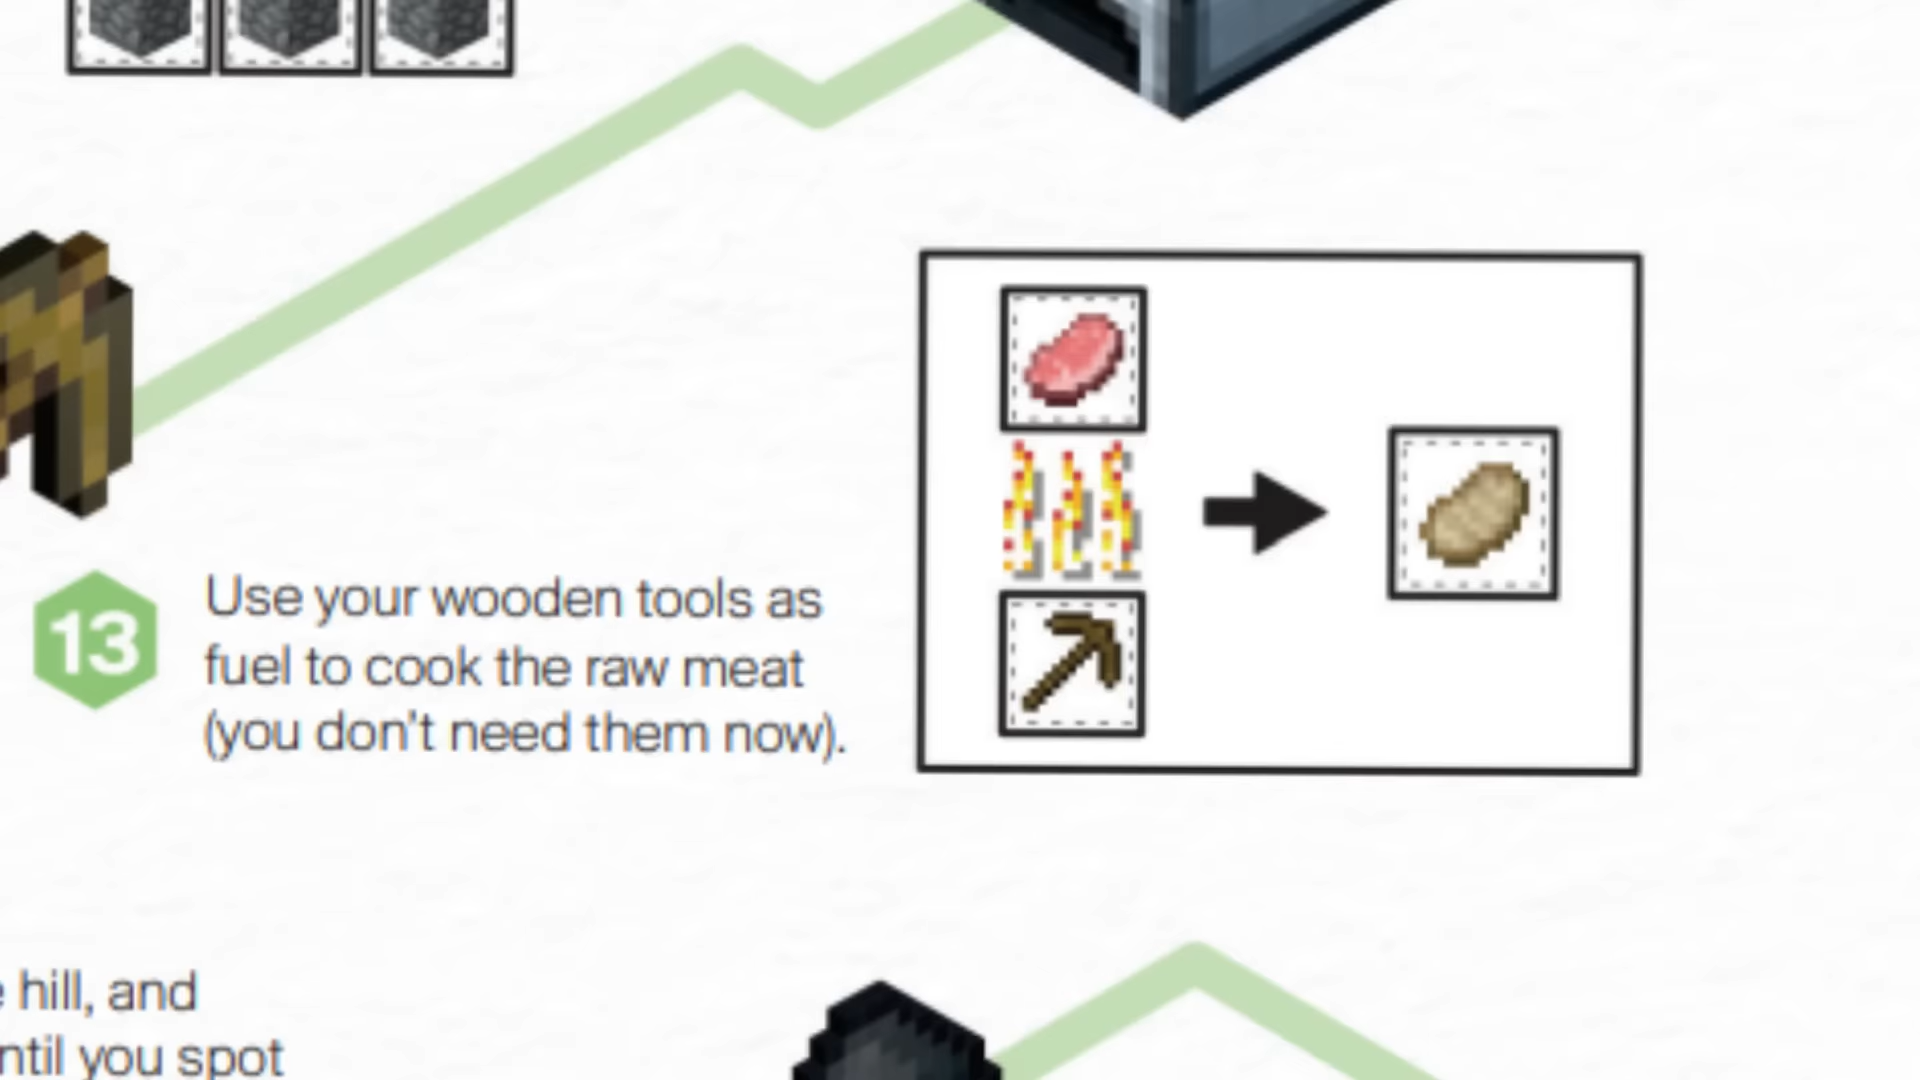 13
Use your wooden tools as
fuel to cook the raw meat
(you don't need them now).
hill, and
you spot